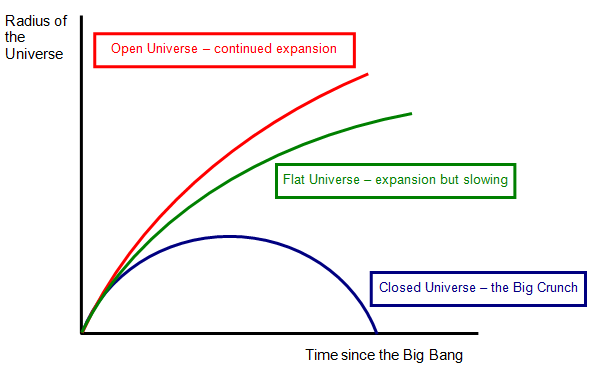 Radius of
the
Universe
Open Universe – continued expansion
Flat Universe – expansion but slowing
Closed Universe – the Big Crunch
Time since the Big Bang